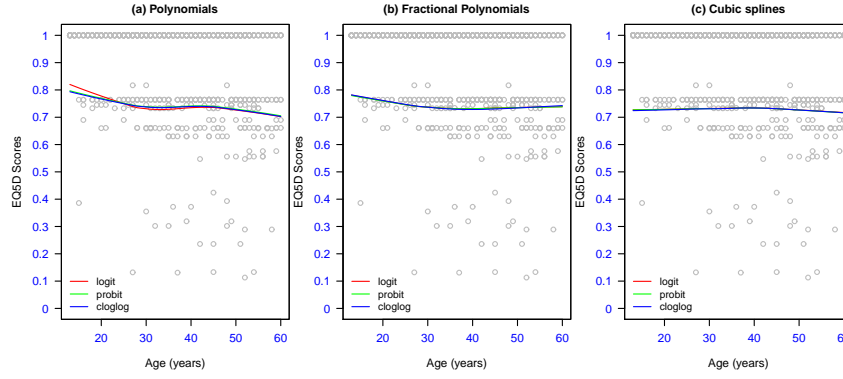 (a) Polynomials
EQ5D Scores
1
0.9
0.8
0.7
0.6
0.5
0.4
0.3
0.2
0.1
0
logit
probit
cloglog
20 30 40 50 60
Age (years)
(b) Fractional Polynomials
EQ5D Scores
1
0.9
0.8
0.7
0.6
0.5
0.4
0.3
0.2
0.1
0
logit
probit
cloglog
20 30 40 50 60
Age (years)
(c) Cubic splines
EQ5D Scores
1
0.9
0.8
0.7
0.6
0.5
0.4
0.3
0.2
0.1
0
logit
probit
cloglog
20 30 40 50 60
Age (years)